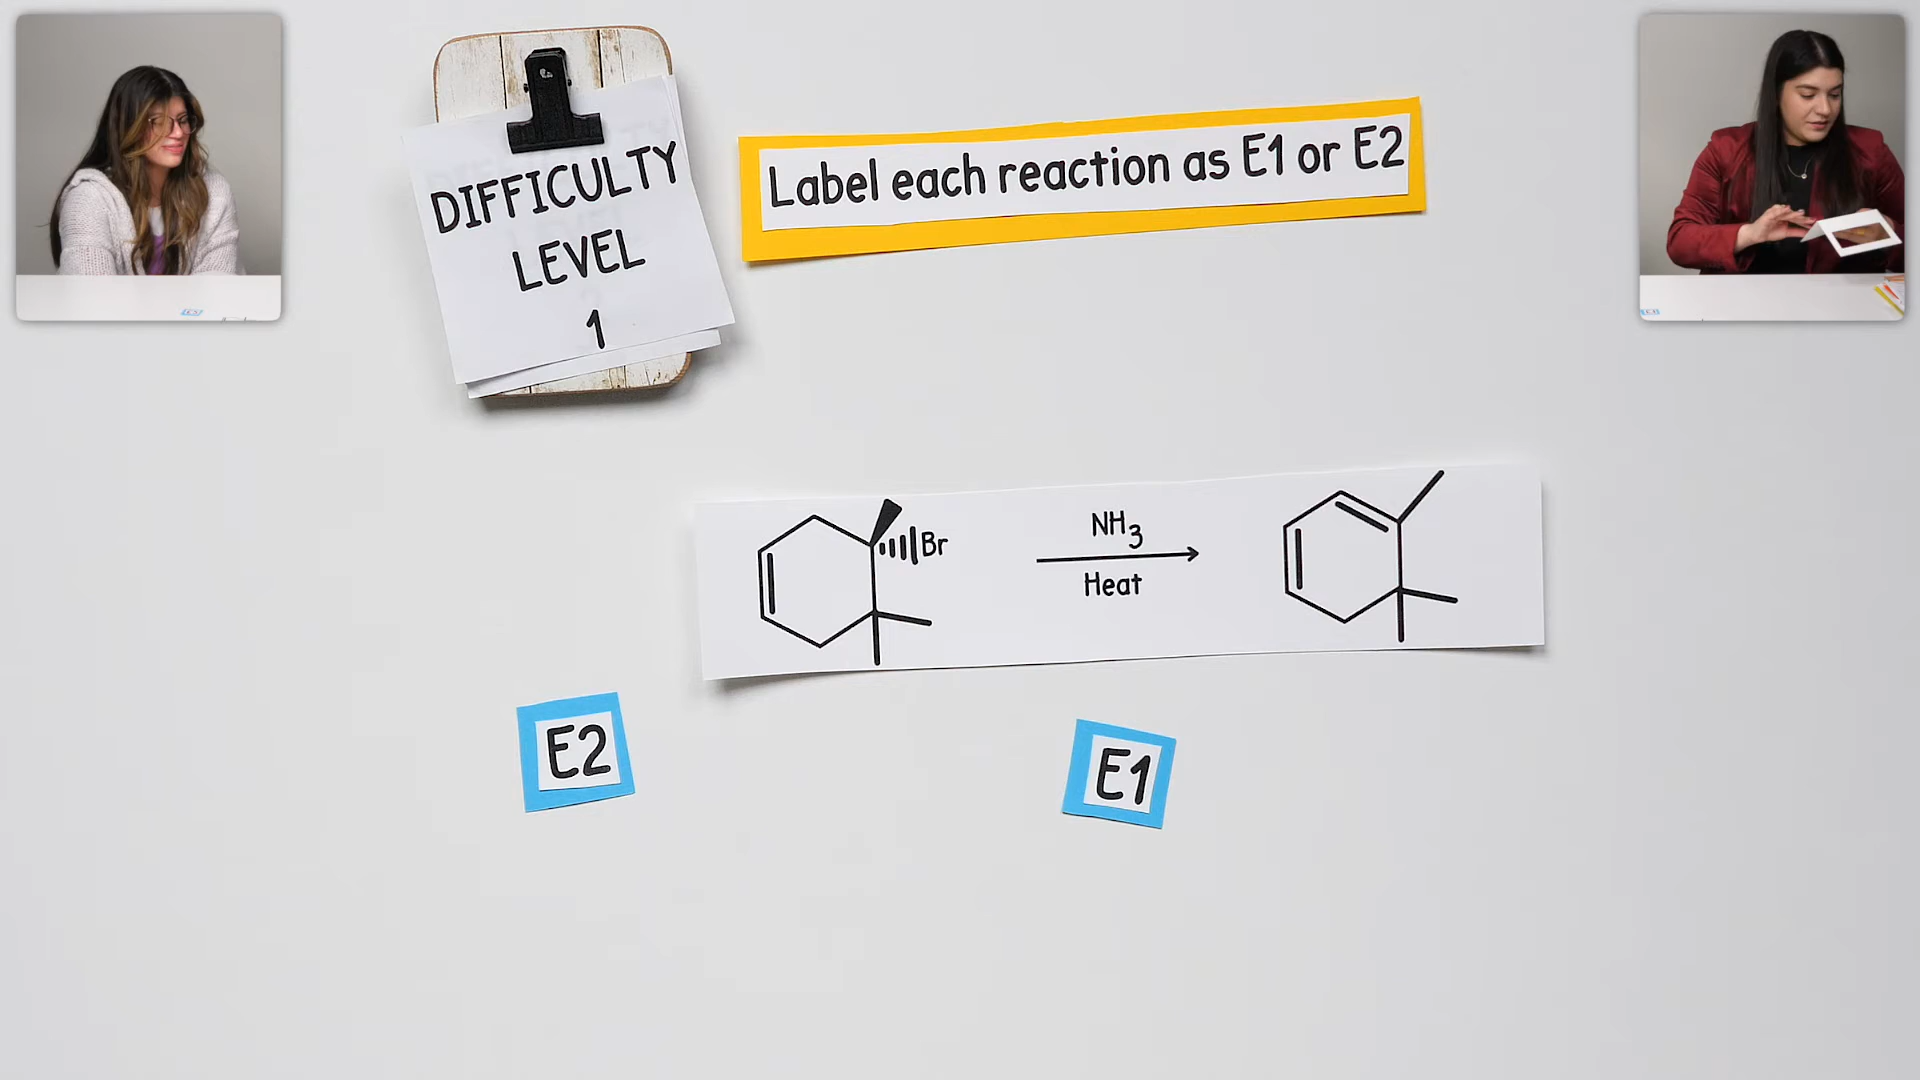 DIFFICULTY
LEVEL
1
Label each reaction as E1 or E2
Br
NH3
Heat
E2
E1